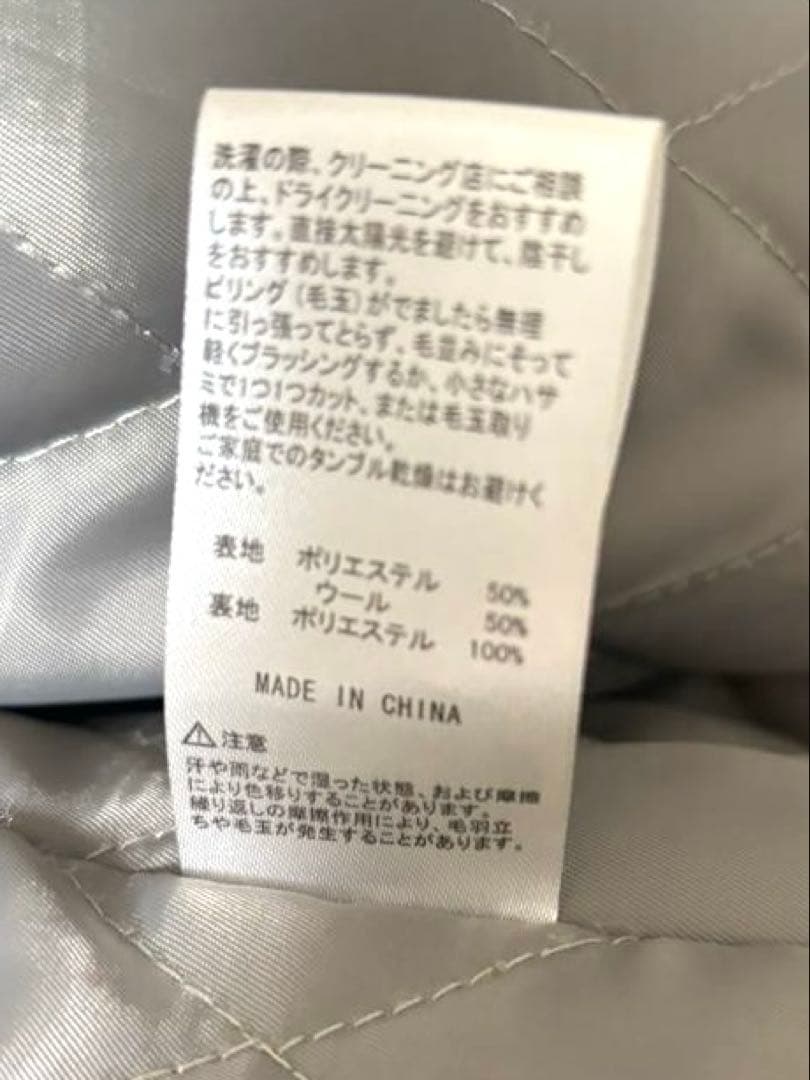 洗濯の際、クリーニング店にご相談
の上、ドライクリーニングをおすすめ
します。直接太陽光を避けて、陰干し
をおすすめします。
ピリング(毛玉)がでましたら無理
に引っ張ってとらず、毛並みにそって
軽くブラッシングするか、小さなハサ
ミで1つ1つカット、または毛玉取り
機をご使用ください。
ご家庭でのタンブル乾燥はお避けく
ださい。
表地 ポリエステル 50%
ウール 50%
裏地 ポリエステル 100%
MADE IN CHINA
⚠注意
汗や雨などで湿った状態、および摩擦
により色移りすることがあります。
繰り返しの摩擦作用により、毛羽立
ちや毛玉が発生することがあります。